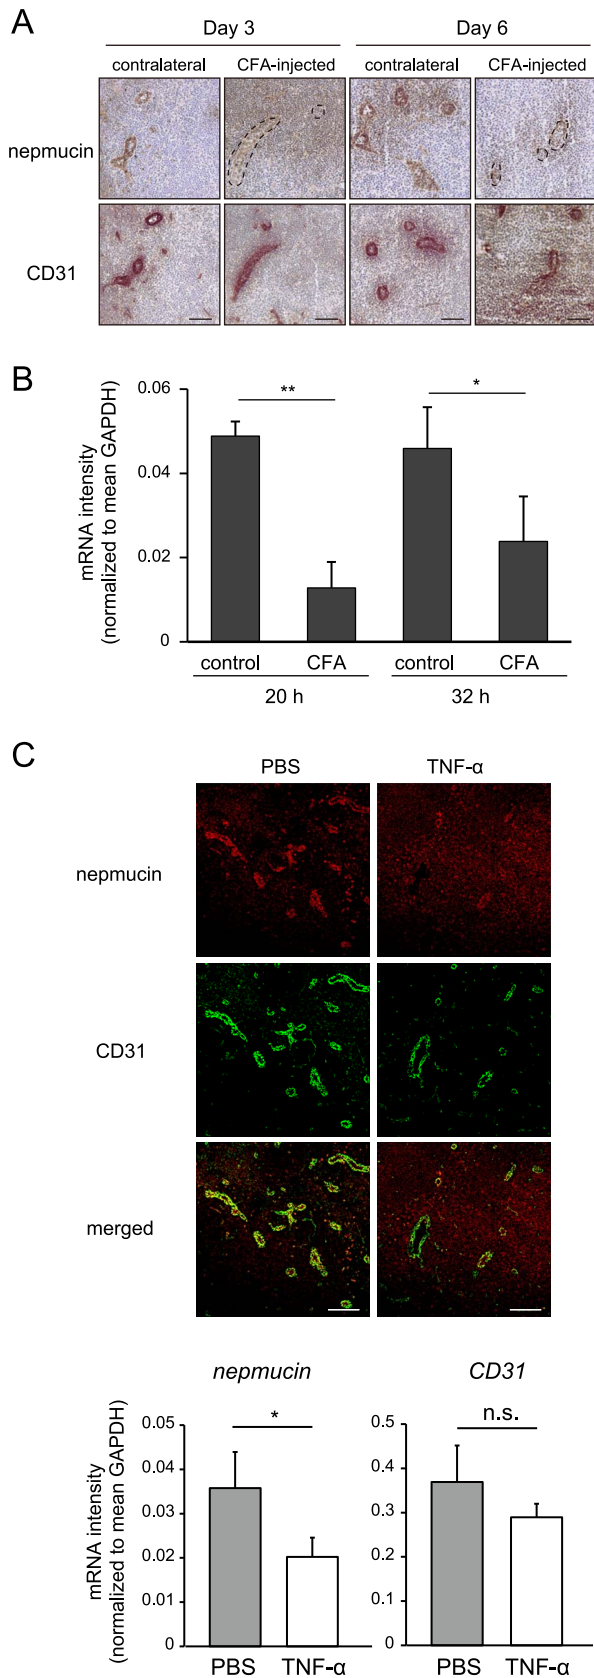 A
Day 3
Day 6
contralateral
CFA-injected
contralateral
CFA-injected
nepmucin
CD31
B
mRNA intensity
(normalized to mean GAPDH)
0.06
0.04
0.02
0
**
*
control
CFA
control
CFA
20 h
32 h
C
PBS
TNF-α
nepmucin
CD31
merged
nepmucin
CD31
mRNA intensity
(normalized to mean GAPDH)
0.05
0.04
0.03
0.02
0.01
0
*
PBS
TNF-α
0.5
0.4
0.3
0.2
0.1
0
n.s.
PBS
TNF-α